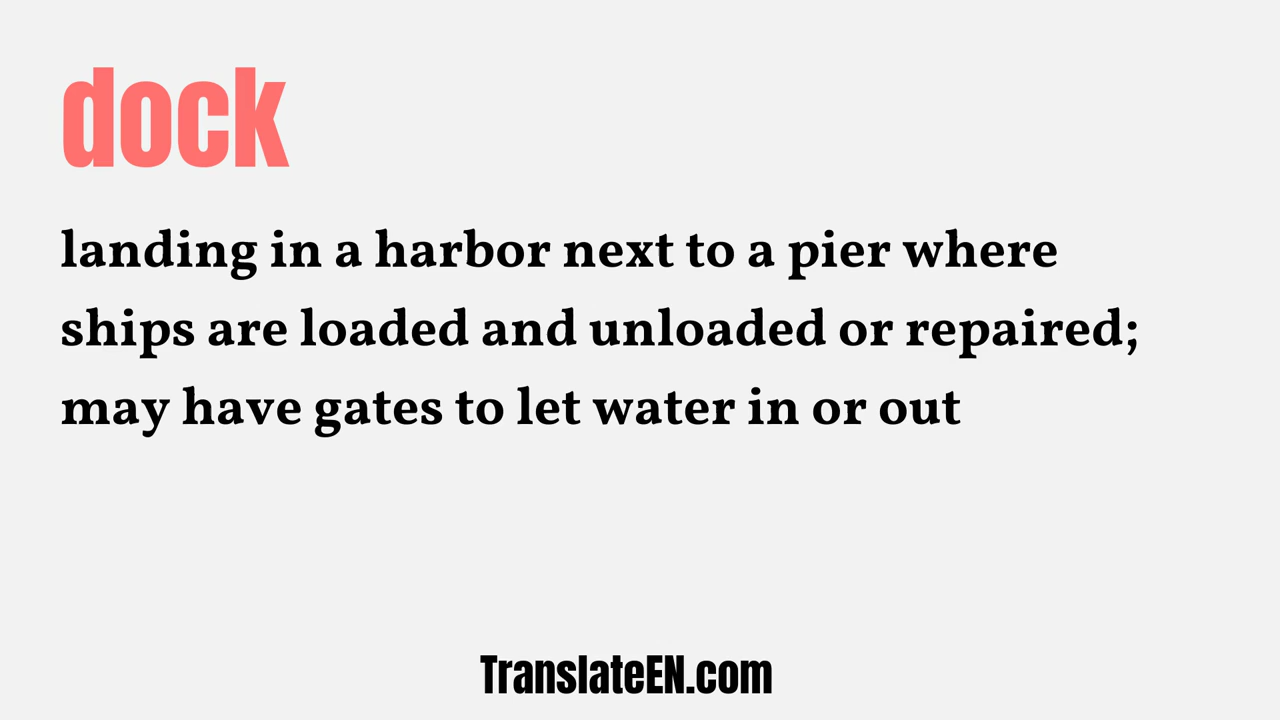 dock
landing in a harbor next to a pier where
ships are loaded and unloaded or repaired;
may have gates to let water in or out
TranslateEN.com